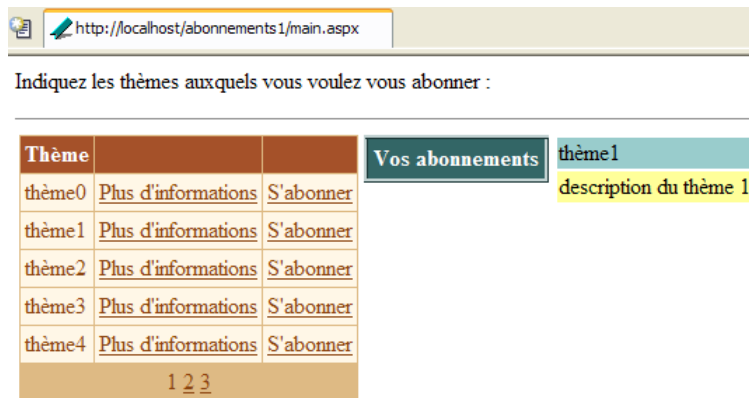 http://localhost/abonnements1/main.aspx
Indiquez les thèmes auxquels vous voulez vous abonner :
Thème
thème0 Plus d'informations S'abonner
thème1 Plus d'informations S'abonner
thème2 Plus d'informations S'abonner
thème3 Plus d'informations S'abonner
thème4 Plus d'informations S'abonner
1 2 3
Vos abonnements
thème1
description du thème 1